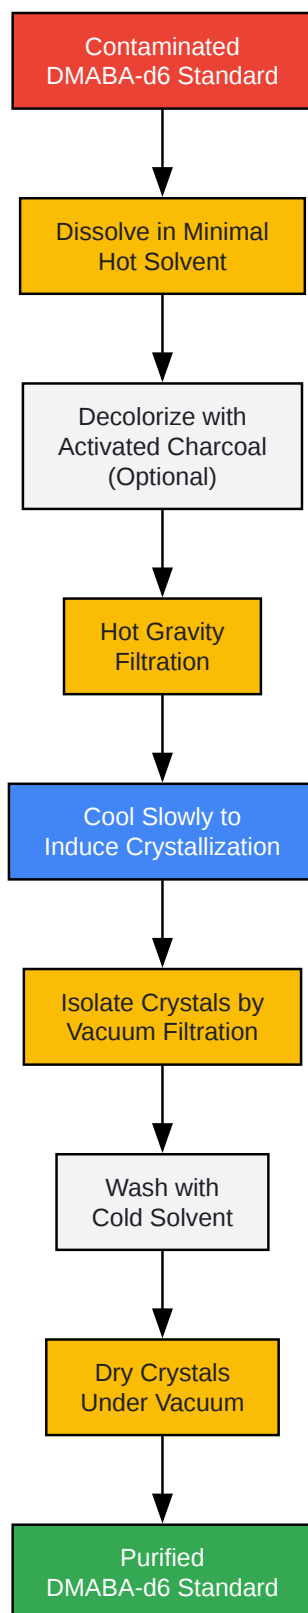 Contaminated
DMABA-d6 Standard
Dissolve in Minimal
Hot Solvent
Decolorize with
Activated Charcoal
(Optional)
Hot Gravity
Filtration
Cool Slowly to
Induce Crystallization
Isolate Crystals by
Vacuum Filtration
Wash with
Cold Solvent
Dry Crystals
Under Vacuum
Purified
DMABA-d6 Standard